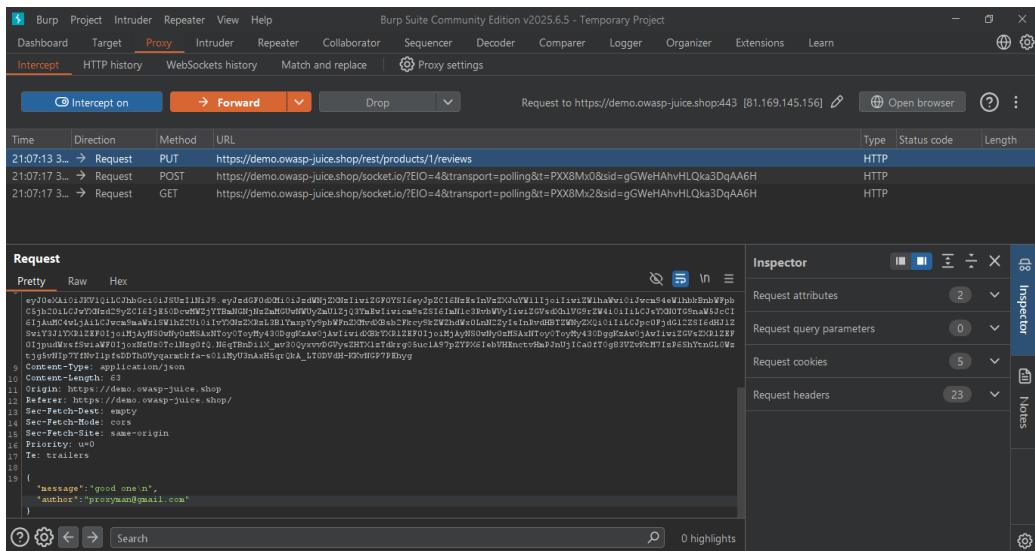 Burp Project Intruder Repeater View Help Burp Suite Community Edition v2025.6.5 - Temporary Project
Dashboard Target Proxy Intruder Repeater Collaborator Sequencer Decoder Comparer Logger Organizer Extensions Learn
Intercept HTTP history WebSockets history Match and replace Proxy settings
Intercept on Forward Drop Request to https://demo.owasp-juice.shop:443 [81.169.145.156] Open browser
Time Direction Method URL Type Status code Length
21:07:13 3... → Request PUT https://demo.owasp-juice.shop/rest/products/1/reviews HTTP
21:07:17 3... → Request POST https://demo.owasp-juice.shop/socket.io/?EIO=4&transport=polling&t=PXX8Mx0&sid=gGWeHAhvHLQka3DqAA6H HTTP
21:07:17 3... → Request GET https://demo.owasp-juice.shop/socket.io/?EIO=4&transport=polling&t=PXX8Mx2&sid=gGWeHAhvHLQka3DqAA6H HTTP
Request
Pretty Raw Hex \n
9 Content-Type: application/json
10 Content-Length: 63
11 Origin: https://demo.owasp-juice.shop
12 Referer: https://demo.owasp-juice.shop/
13 Sec-Fetch-Dest: empty
14 Sec-Fetch-Mode: cors
15 Sec-Fetch-Site: same-origin
16 Priority: u=0
17 Te: trailers
18
19 {
"message":"good one\n",
"author":"proxyman@gmail.com"
}
Search 0 highlights
Inspector
Request attributes 2
Request query parameters 0
Request cookies 5
Request headers 23
Inspector
Notes